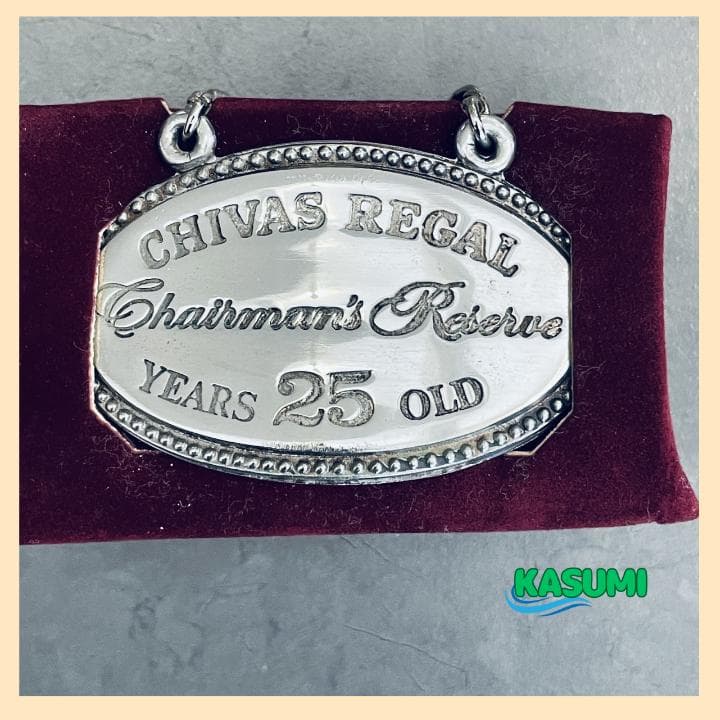 CHIVAS REGAL
Chairman's Reserve
YEARS 25 OLD
KASUMI